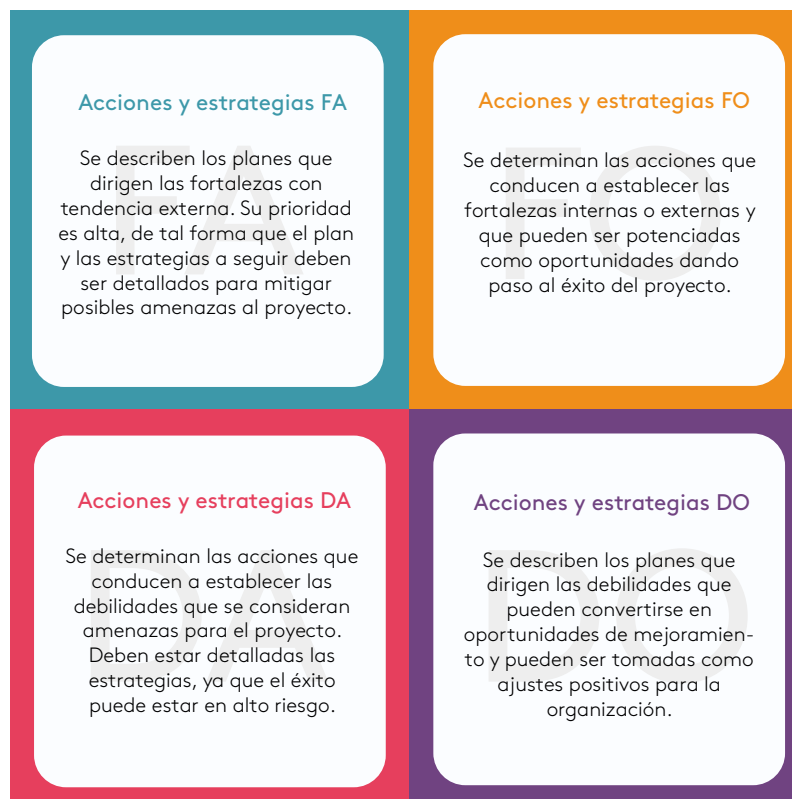 Acciones y estrategias FA
FA
Se describen los planes que
dirigen las fortalezas con
tendencia externa. Su prioridad
es alta, de tal forma que el plan
y las estrategias a seguir deben
ser detallados para mitigar
posibles amenazas al proyecto.
Acciones y estrategias FO
FO
Se determinan las acciones que
conducen a establecer las
fortalezas internas o externas y
que pueden ser potenciadas
como oportunidades dando
paso al éxito del proyecto.
Acciones y estrategias DA
DA
Se determinan las acciones que
conducen a establecer las
debilidades que se consideran
amenazas para el proyecto.
Deben estar detalladas las
estrategias, ya que el éxito
puede estar en alto riesgo.
Acciones y estrategias DO
DO
Se describen los planes que
dirigen las debilidades que
pueden convertirse en
oportunidades de mejoramien-
to y pueden ser tomadas como
ajustes positivos para la
organización.